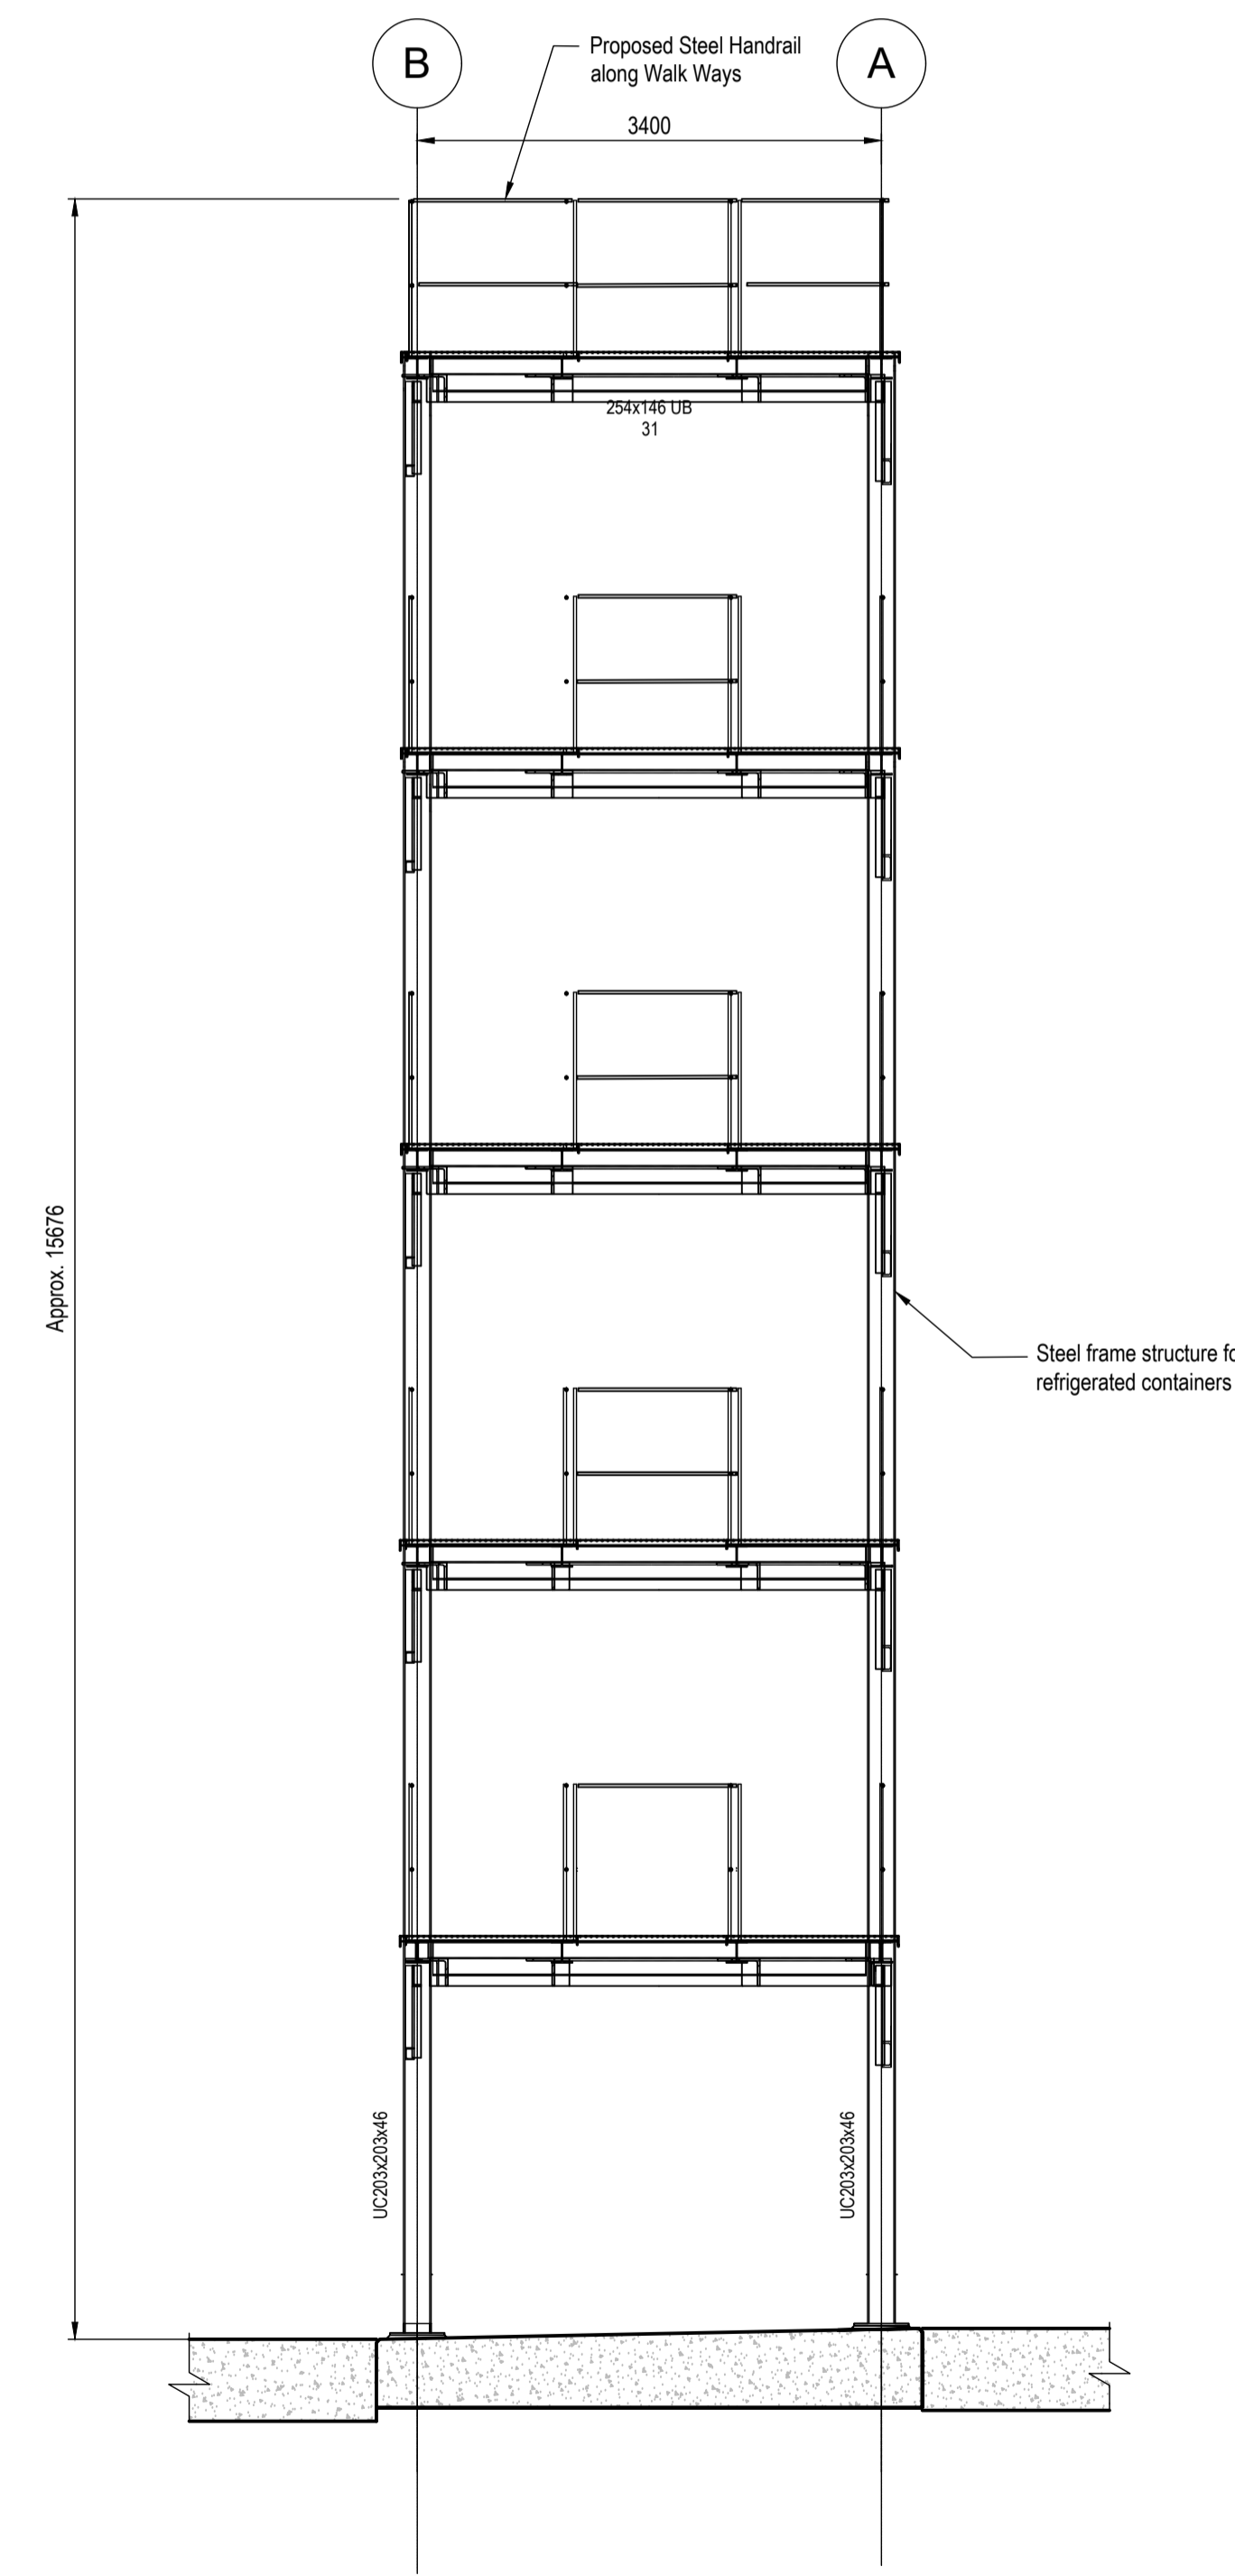 B
Proposed Steel Handrail
along Walk Ways
A
3400
254x146 UB
31
Approx. 15676
Steel frame structure
refrigerated containers
UC203x203x46
UC203x203x46